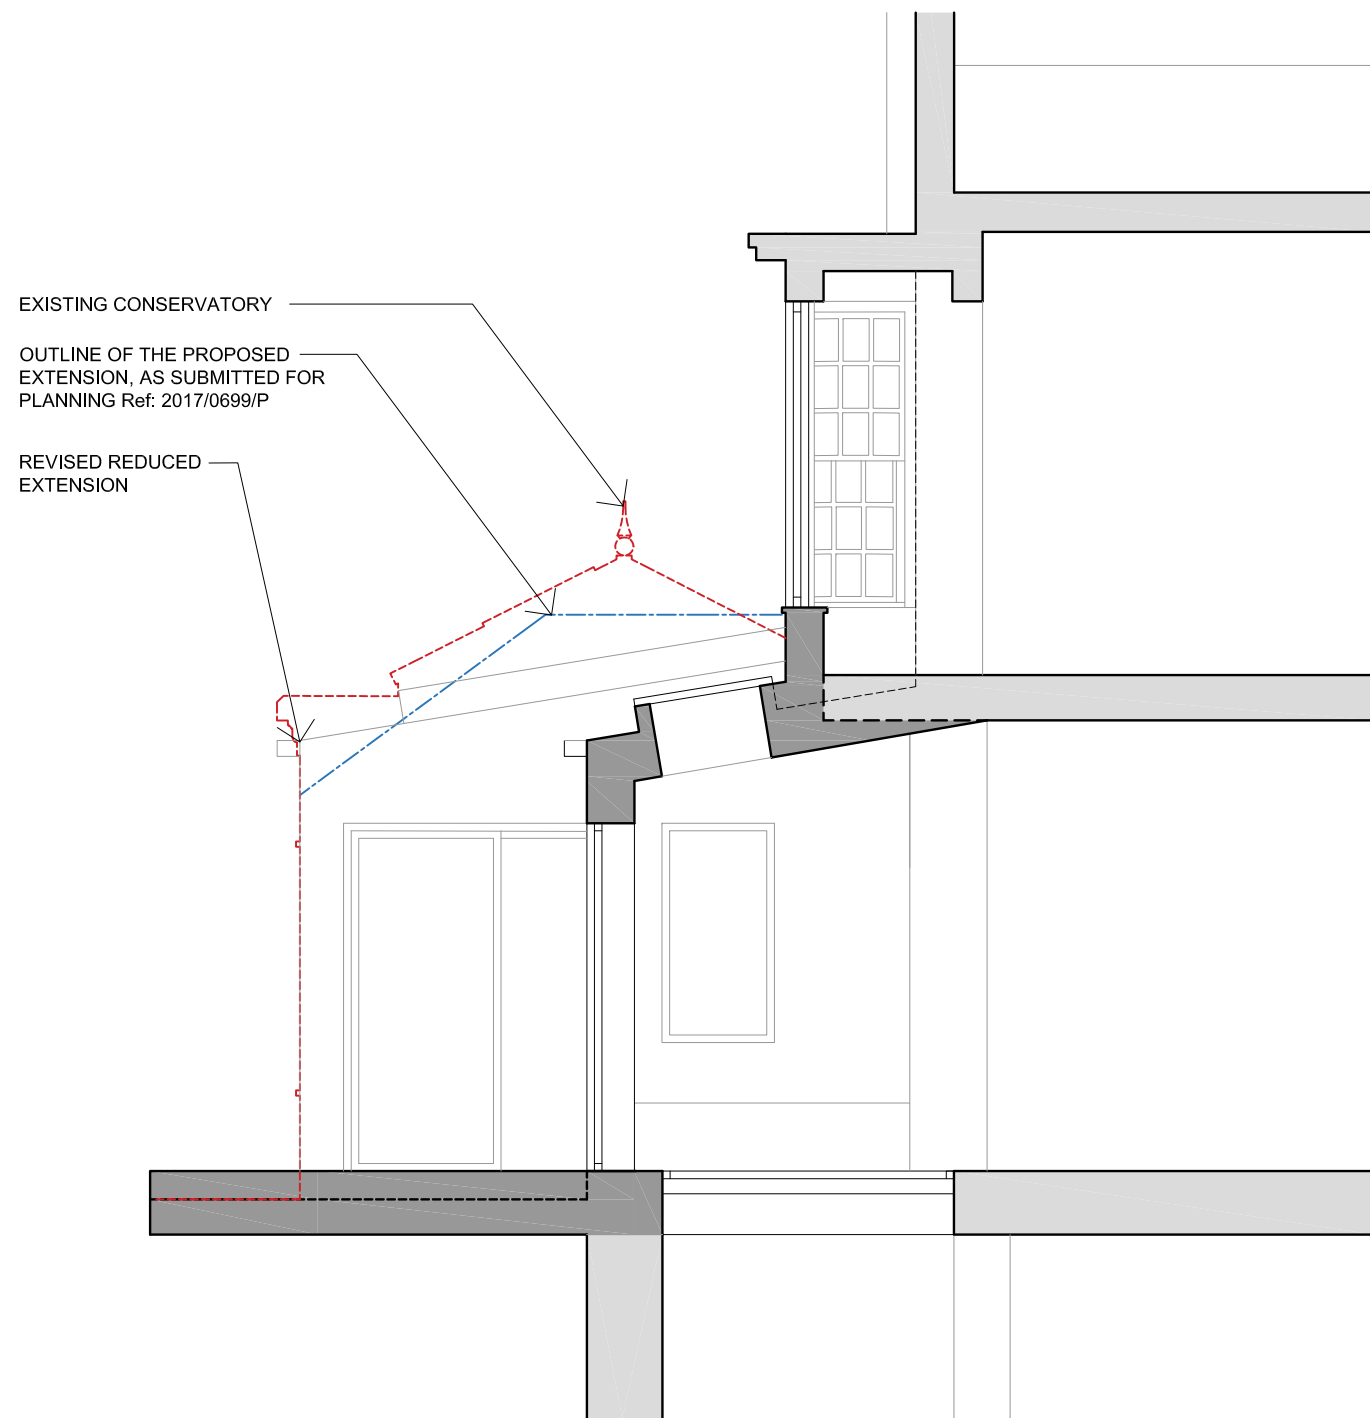 EXISTING CONSERVATORY
OUTLINE OF THE PROPOSED
EXTENSION, AS SUBMITTED FOR
PLANNING Ref: 2017/0699/P
REVISED REDUCED
EXTENSION